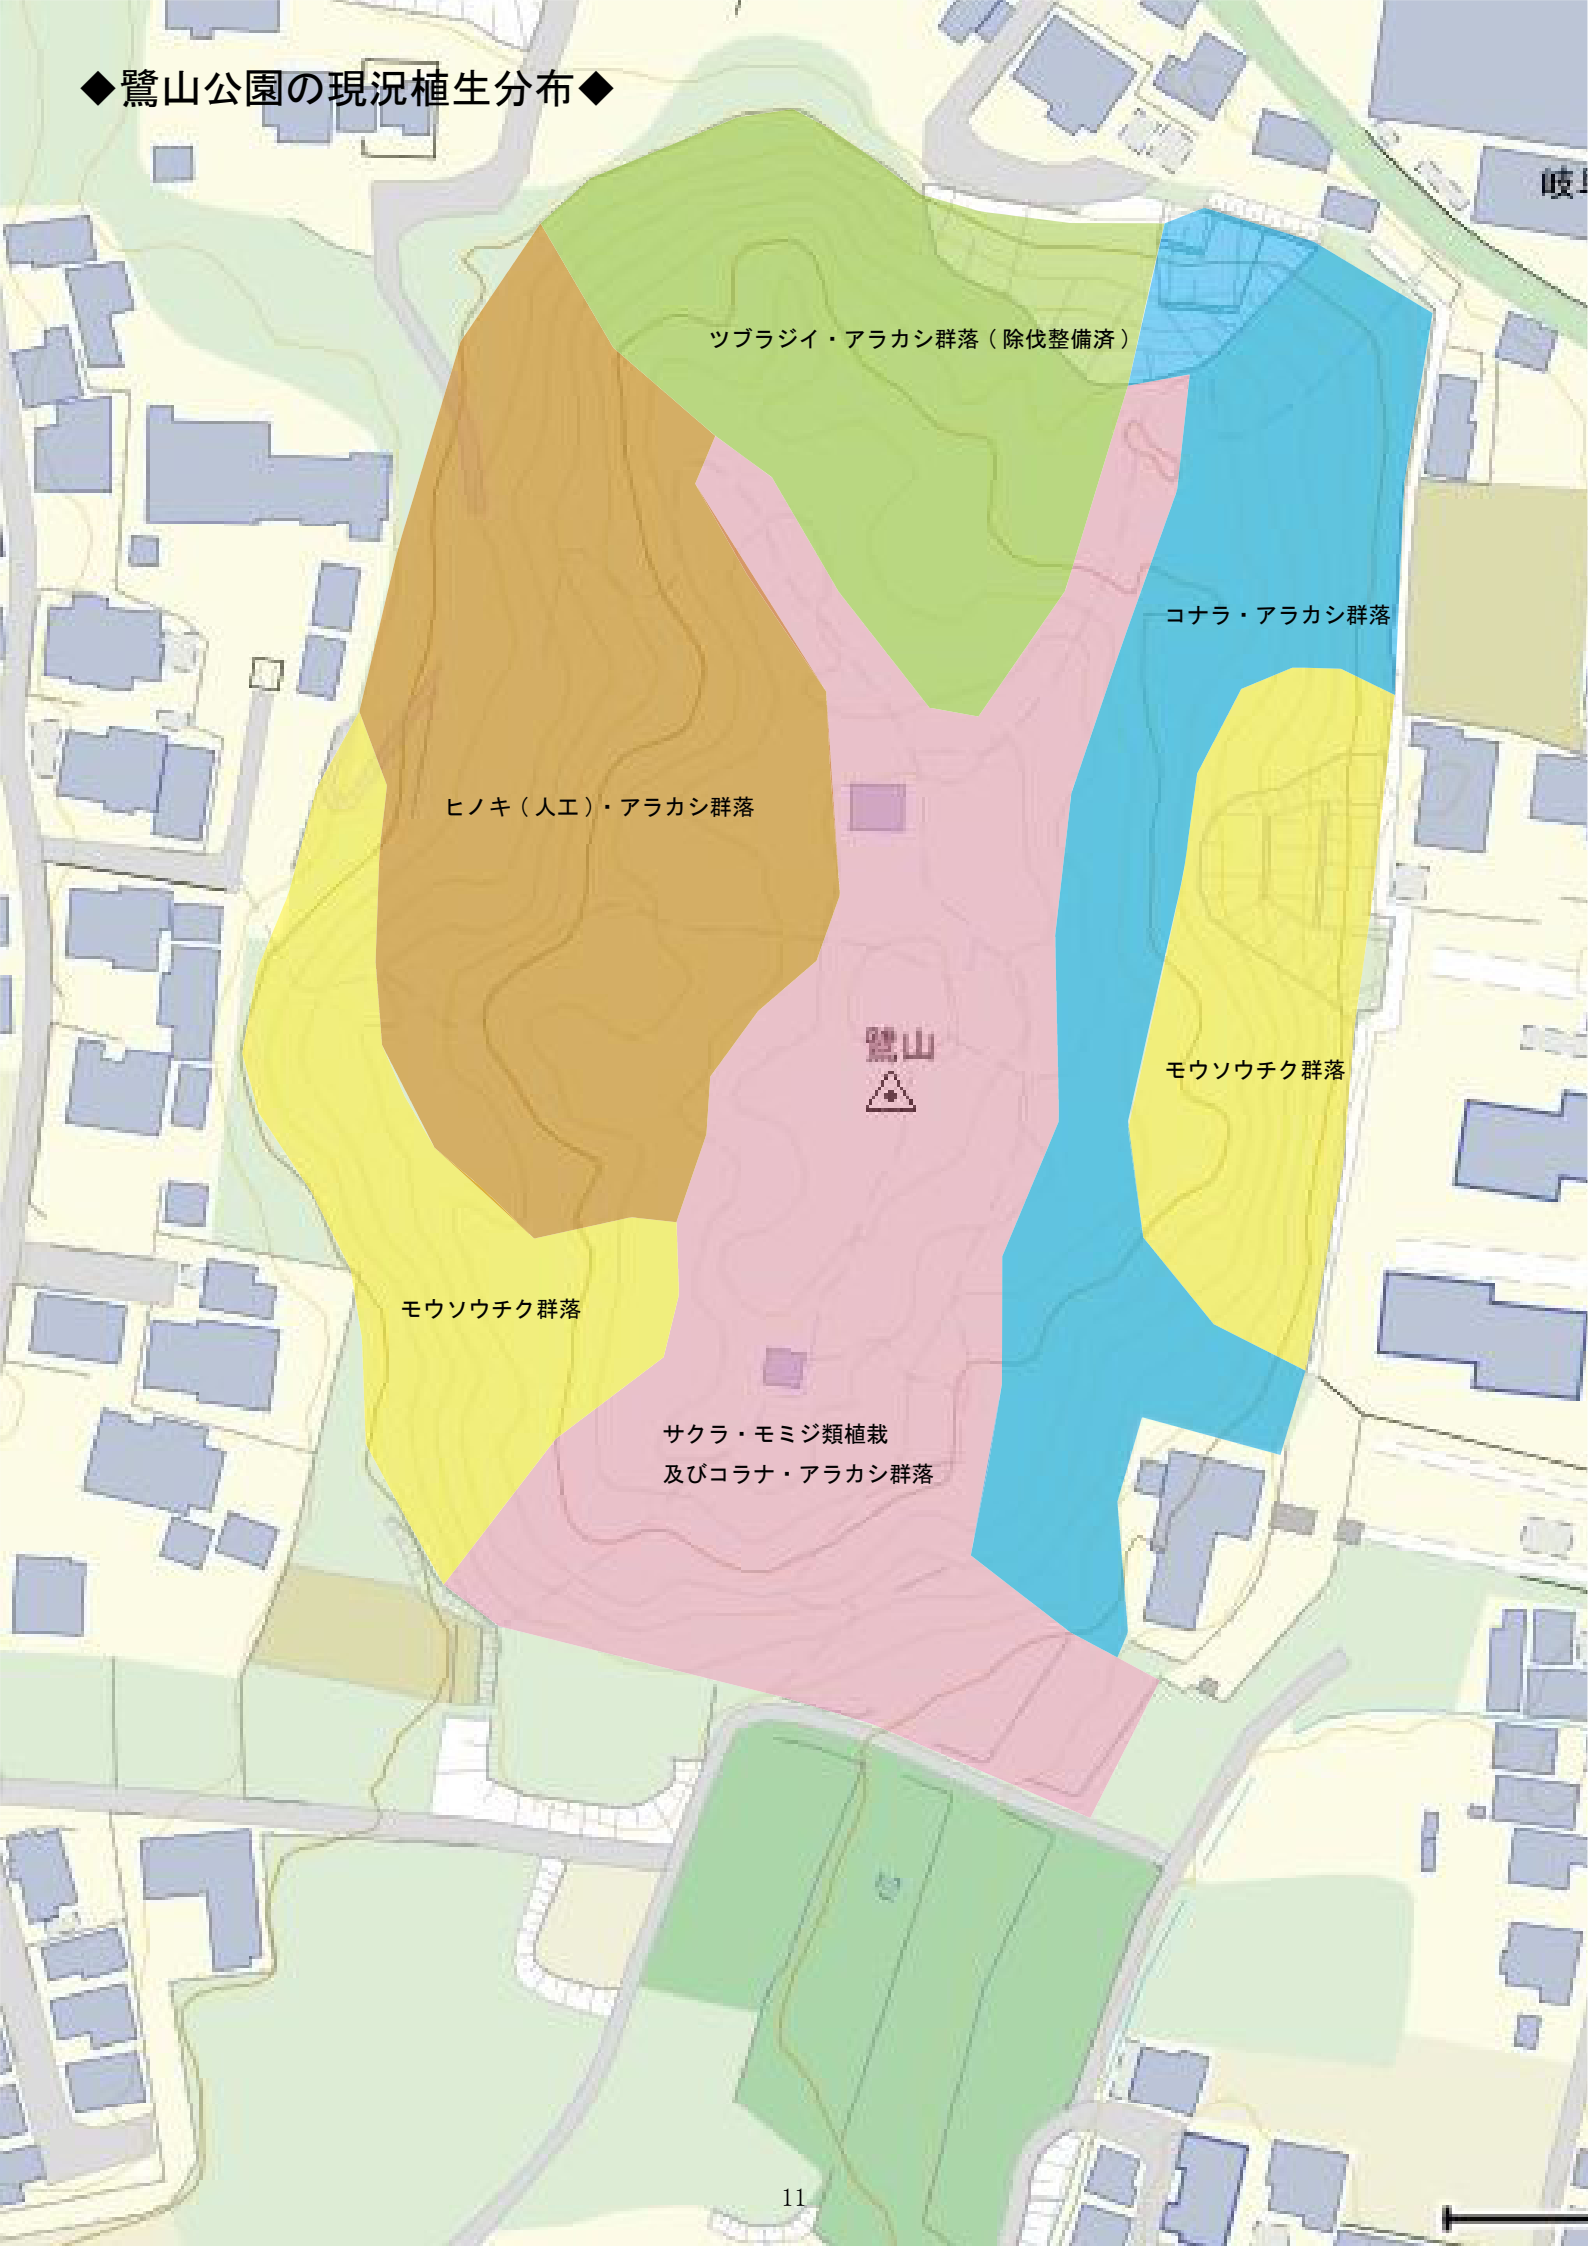 ◆鷺山公園の現況植生分布◆
岐
ツブラジイ・アラカシ群落（除伐整備済）
コナラ・アラカシ群落
ヒノキ（人工）・アラカシ群落
鷺山
モウソウチク群落
モウソウチク群落
サクラ・モミジ類植栽
及びコラナ・アラカシ群落
11